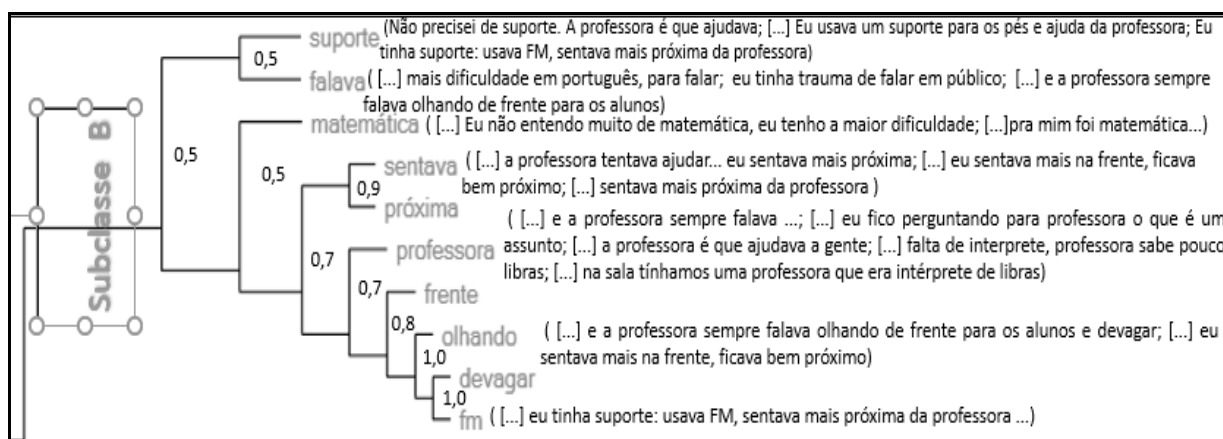 suporte (Não precisei de suporte. A professora é que ajudava; [...] Eu usava um suporte para os pés e ajuda da professora; Eu
tinha suporte: usava FM, sentava mais próxima da professora)
0,5
falava ( [...] mais dificuldade em português, para falar; eu tinha trauma de falar em público; [...] e a professora sempre
falava olhando de frente para os alunos)
Subclasse B
0,5
matemática ( [...] Eu não entendo muito de matemática, eu tenho a maior dificuldade; [...]pra mim foi matemática...)
0,5
sentava ( [...] a professora tentava ajudar... eu sentava mais próxima; [...] eu sentava mais na frente, ficava
bem próximo; [...] sentava mais próxima da professora )
0,9
próxima
( [...] e a professora sempre falava ...; [...] eu fico perguntando para professora o que é um
assunto; [...] a professora é que ajudava a gente; [...] falta de interprete, professora sabe pouco
libras; [...] na sala tínhamos uma professora que era intérprete de libras)
0,7
professora
0,7
frente
0,8
olhando ( [...] e a professora sempre falava olhando de frente para os alunos e devagar; [...] eu
sentava mais na frente, ficava bem próximo)
1,0
devagar
1,0
fm ( [...] eu tinha suporte: usava FM, sentava mais próxima da professora ...)